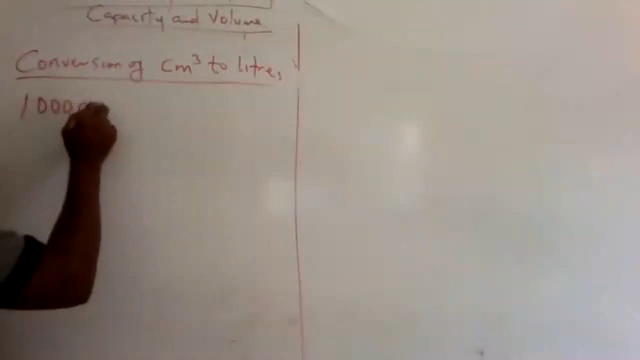 Capacity and Volume
Conversion of cm³ to litres
1000